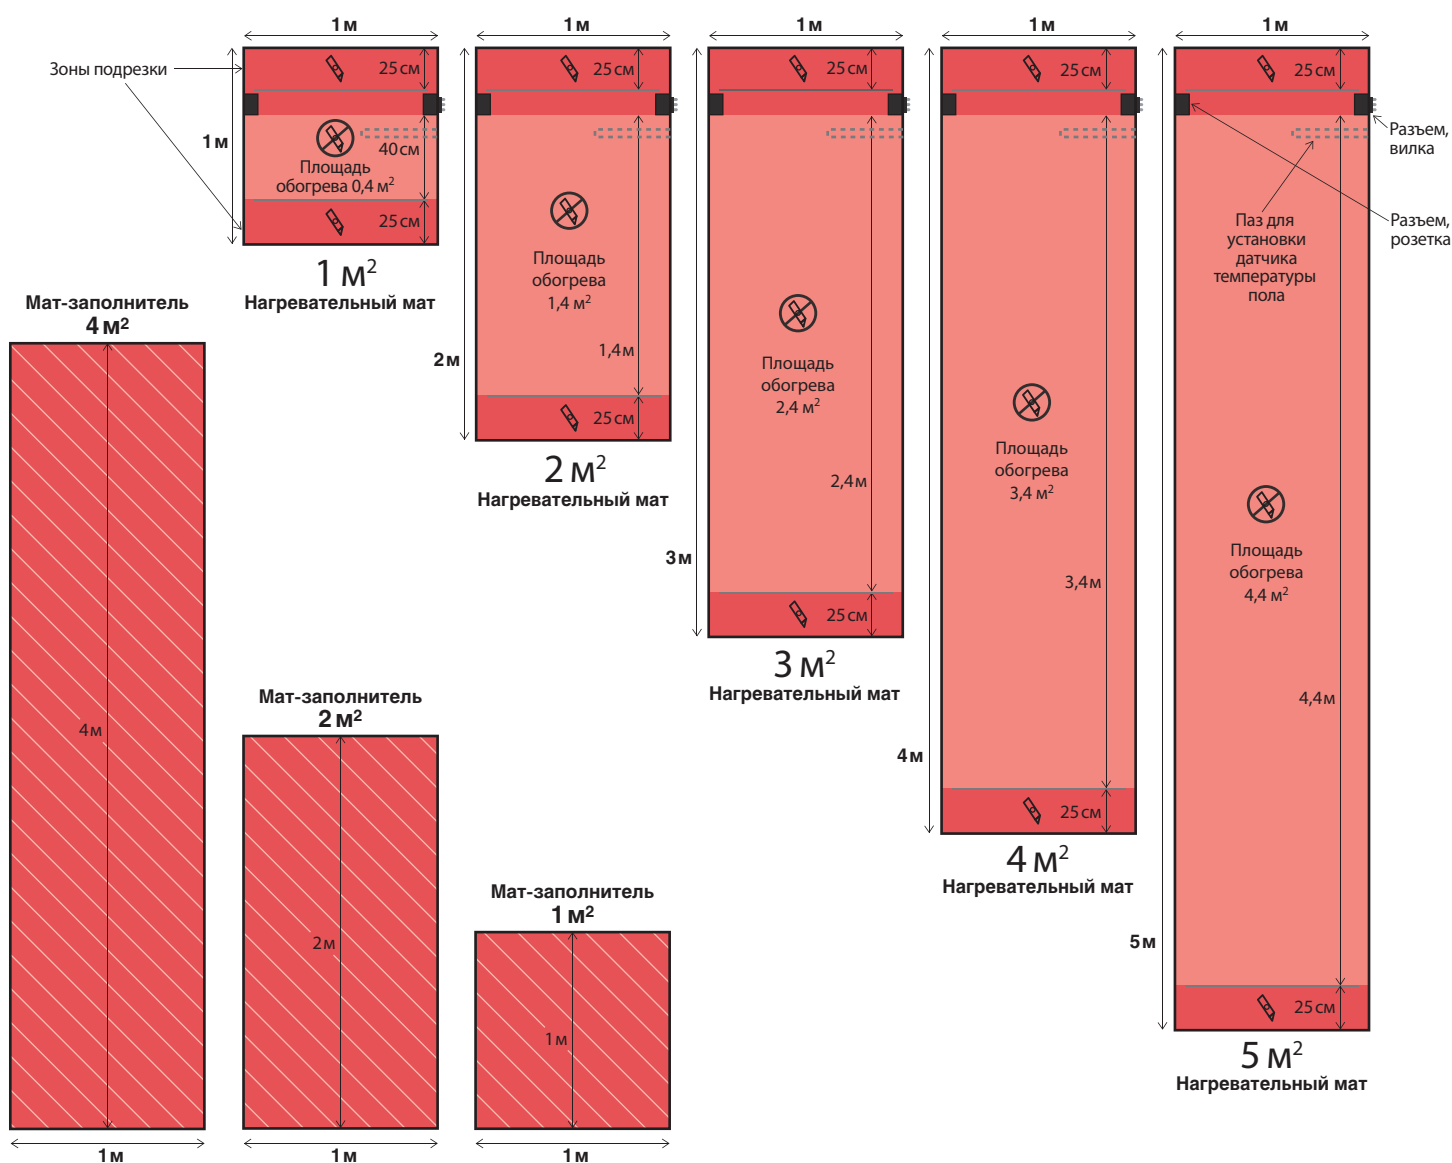 1 м
1 м
1 м
1 м
1 м
Зоны подрезки
25 см
25 см
25 см
25 см
25 см
1 м
40 см
Площадь
обогрева 0,4 м²
25 см
1 м²
Нагревательный мат
2 м
Площадь
обогрева
1,4 м²
1,4 м
25 см
2 м²
Нагревательный мат
3 м
Площадь
обогрева
2,4 м²
2,4 м
25 см
3 м²
Нагревательный мат
4 м
Площадь
обогрева
3,4 м²
3,4 м
25 см
4 м²
Нагревательный мат
5 м
Площадь
обогрева
4,4 м²
4,4 м
25 см
5 м²
Нагревательный мат
Разъем,
вилка
Разъем,
розетка
Паз для
установки
датчика
температуры
пола
Мат-заполнитель
4 м²
4 м
1 м
Мат-заполнитель
2 м²
2 м
1 м
Мат-заполнитель
1 м²
1 м
1 м